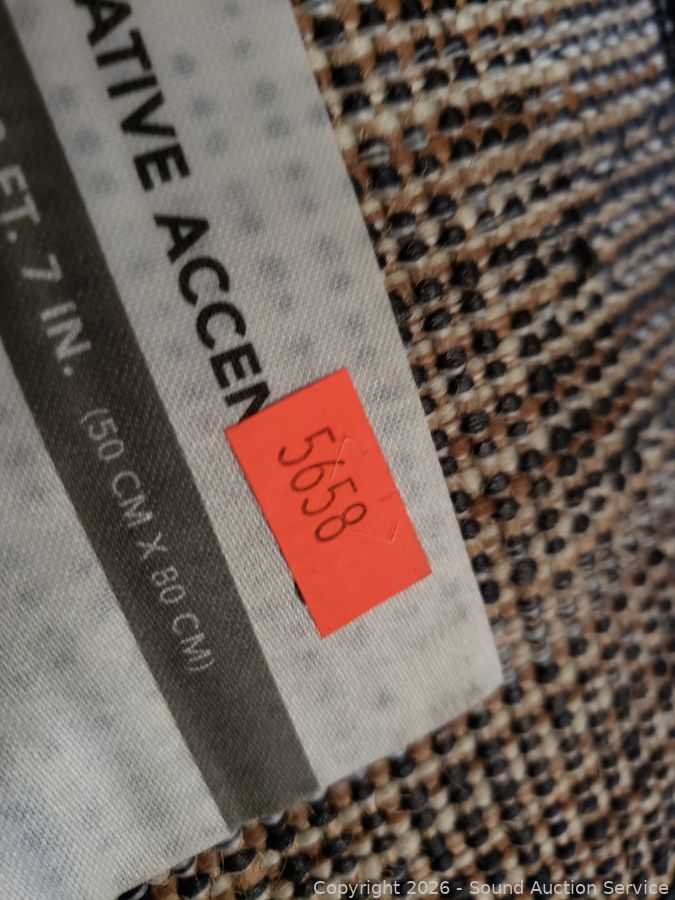 ATIVE ACCEN
FT. 7 IN.
(50 CM X 80 CM)
5658
Copyright 2026 - Sound Auction Service